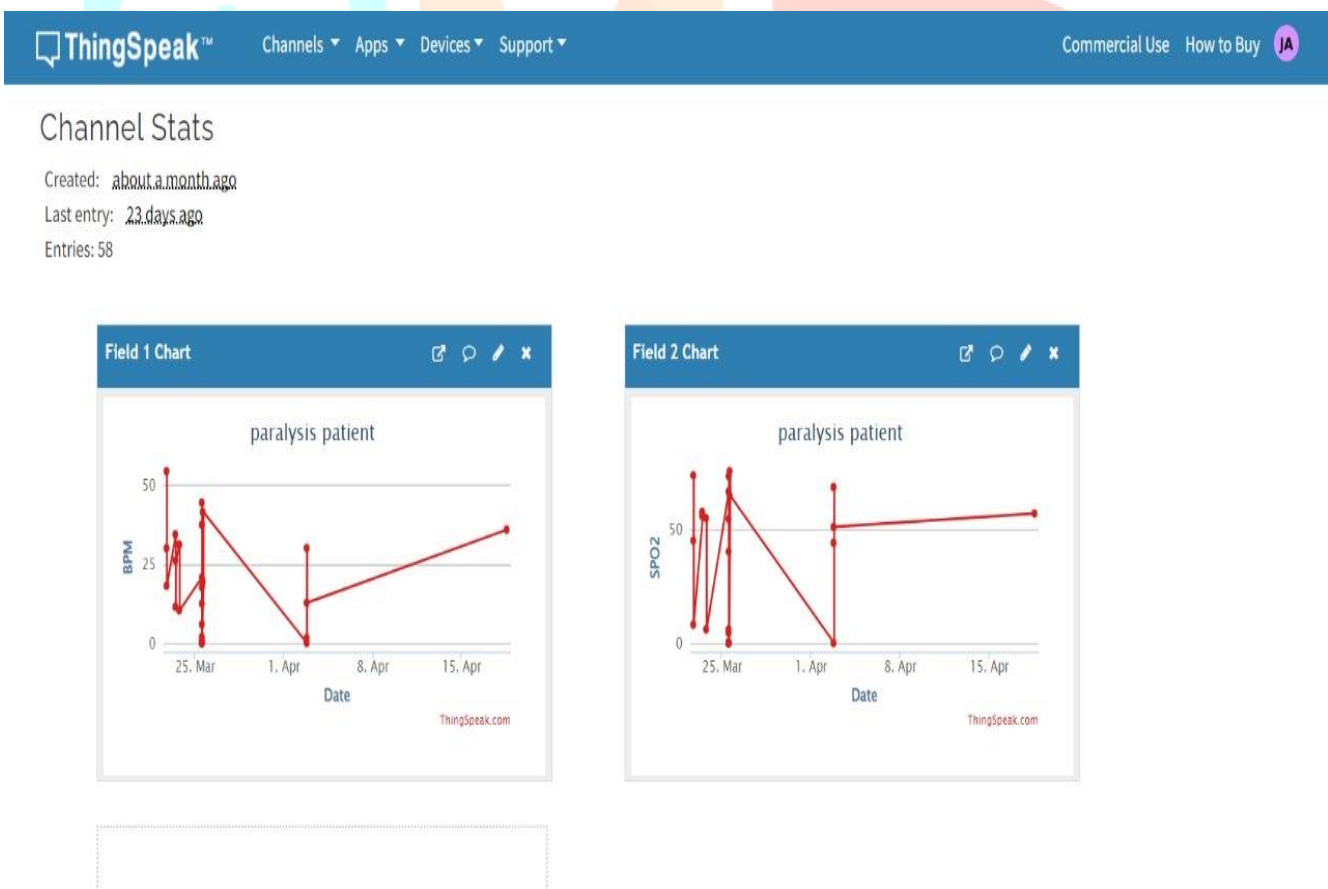 ThingSpeak™ Channels Apps Devices Support Commercial Use How to Buy JA
Channel Stats
Created: about a month ago
Last entry: 23 days ago
Entries: 58
Field 1 Chart
paralysis patient
50
25
0
BPM
25. Mar 1. Apr 8. Apr 15. Apr
Date
ThingSpeak.com
Field 2 Chart
paralysis patient
50
0
SPO2
25. Mar 1. Apr 8. Apr 15. Apr
Date
ThingSpeak.com